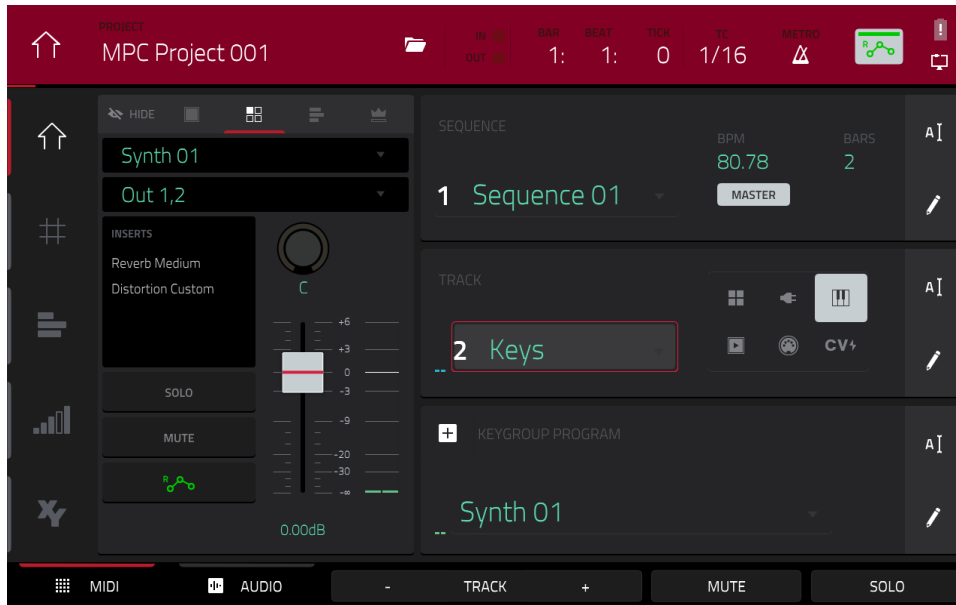 PROJECT
MPC Project 001
IN
OUT
BAR BEAT TICK TC METRO
1: 1: 0 1/16
R
!
HIDE
Synth 01
Out 1,2
INSERTS
Reverb Medium
Distortion Custom
C
+6
+3
0
-3
-9
-20
-30
-∞
0.00dB
SOLO
MUTE
R
XY
SEQUENCE
1 Sequence 01
BPM BARS
80.78 2
MASTER
A
TRACK
2 Keys
CV
A
KEYGROUP PROGRAM
Synth 01
A
MIDI AUDIO - TRACK + MUTE SOLO